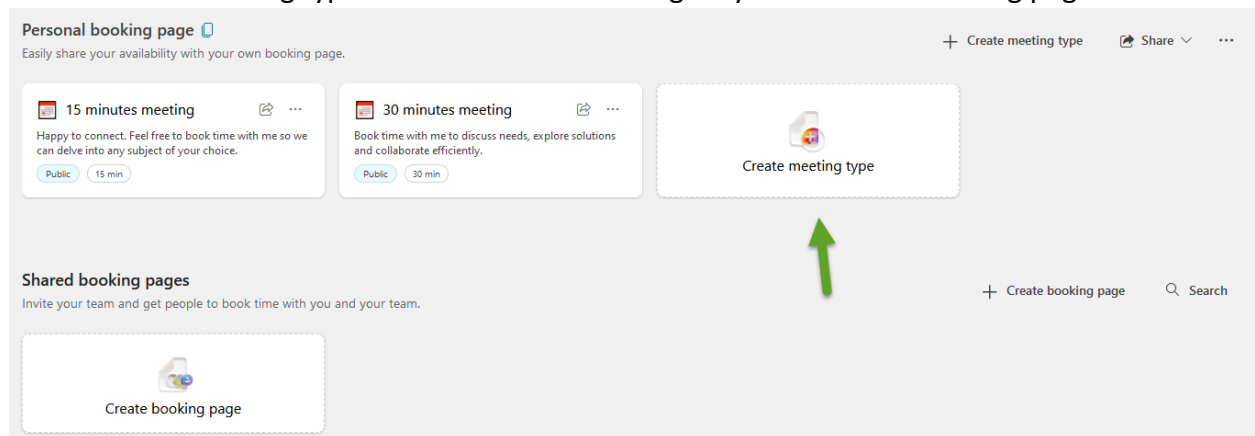 Personal booking page
Easily share your availability with your own booking page.
+ Create meeting type Share ...
15 minutes meeting ...
Happy to connect. Feel free to book time with me so we
can delve into any subject of your choice.
Public 15 min
30 minutes meeting ...
Book time with me to discuss needs, explore solutions
and collaborate efficiently.
Public 30 min
Create meeting type
Shared booking pages
Invite your team and get people to book time with you and your team.
+ Create booking page Search
Create booking page